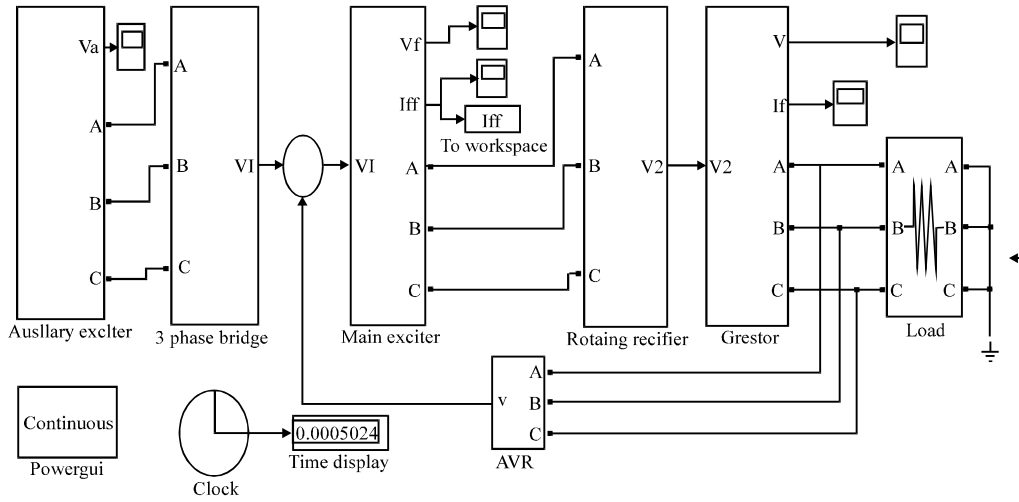 Va
A
B
C
Ausllary exclter
A
B
C
VI
3 phase bridge
VI
Vf
Iff
A
B
C
Main exciter
Iff
To workspace
A
B
C
V2
Rotaing recifier
V2
V
If
A
B
C
Grestor
A
B
C
A
B
C
Load
v
A
B
C
AVR
Continuous
Powergui
Clock
0.0005024
Time display